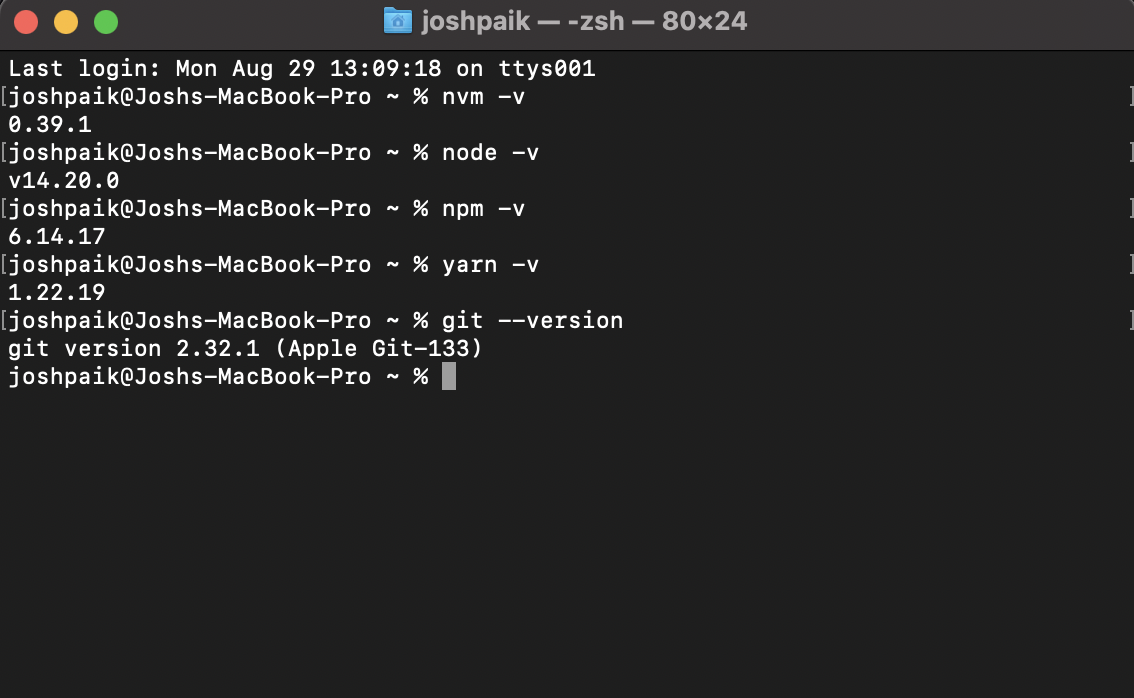 joshpaik — -zsh — 80×24
Last login: Mon Aug 29 13:09:18 on ttys001
[joshpaik@Joshs-MacBook-Pro ~ % nvm -v ]
0.39.1
[joshpaik@Joshs-MacBook-Pro ~ % node -v ]
v14.20.0
[joshpaik@Joshs-MacBook-Pro ~ % npm -v ]
6.14.17
[joshpaik@Joshs-MacBook-Pro ~ % yarn -v ]
1.22.19
[joshpaik@Joshs-MacBook-Pro ~ % git --version ]
git version 2.32.1 (Apple Git-133)
joshpaik@Joshs-MacBook-Pro ~ %